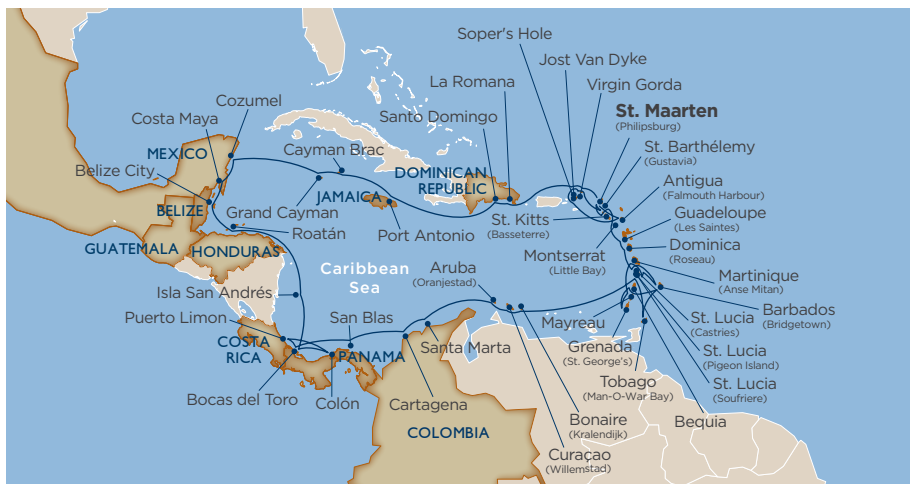 Soper's Hole
Jost Van Dyke
Virgin Gorda
La Romana
St. Maarten
(Philipsburg)
Santo Domingo
Cozumel
Costa Maya
St. Barthélemy
(Gustavia)
MEXICO
Cayman Brac
Belize City
DOMINICAN
REPUBLIC
Antigua
(Falmouth Harbour)
JAMAICA
BELIZE
Grand Cayman
St. Kitts
(Basseterre)
Guadeloupe
(Les Saintes)
Roatán
Port Antonio
GUATEMALA
HONDURAS
Montserrat
(Little Bay)
Dominica
(Roseau)
Caribbean
Sea
Aruba
(Oranjestad)
Martinique
(Anse Mitan)
Isla San Andrés
Barbados
(Bridgetown)
Puerto Limon
San Blas
Mayreau
St. Lucia
(Castries)
COSTA
RICA
PANAMA
Santa Marta
Grenada
(St. George's)
St. Lucia
(Pigeon Island)
Tobago
(Man-O-War Bay)
St. Lucia
(Soufriere)
Bocas del Toro
Colón
Cartagena
Bonaire
(Kralendijk)
Bequia
COLOMBIA
Curaçao
(Willemstad)